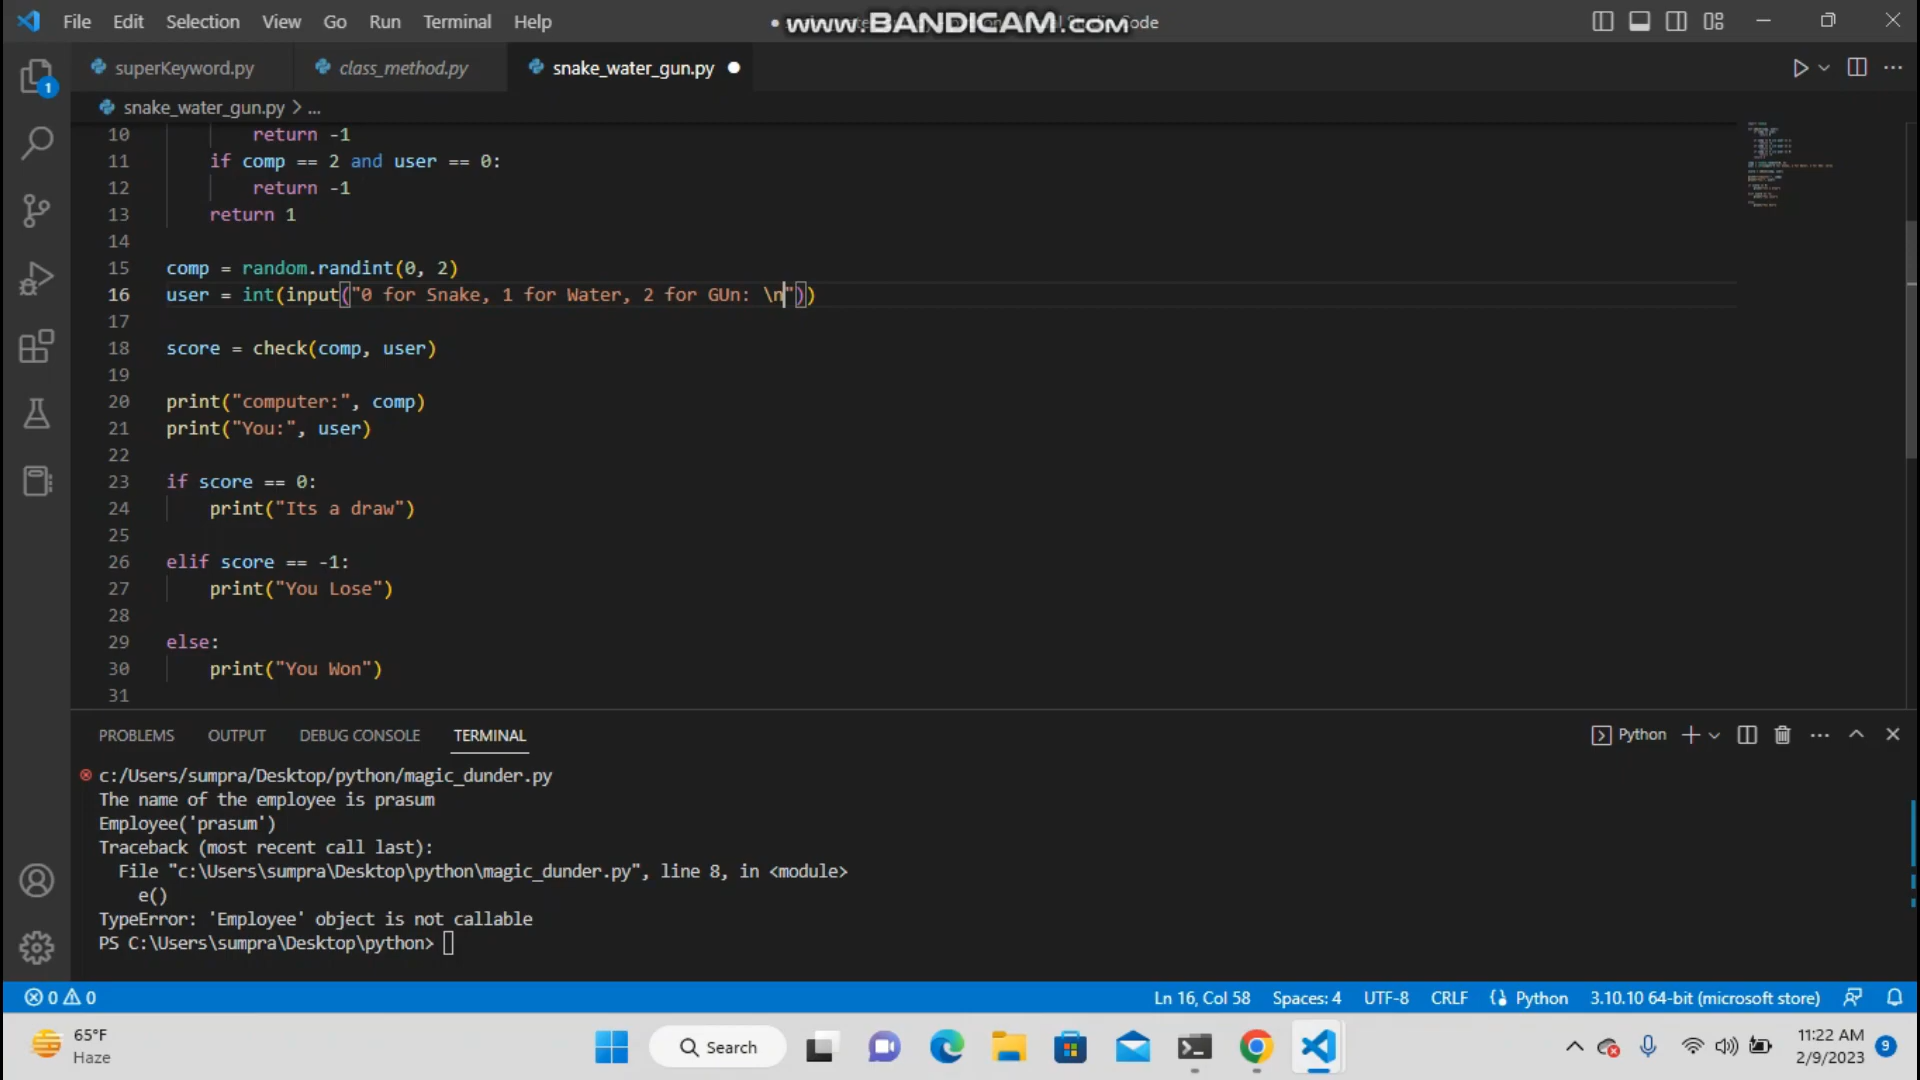 File Edit Selection View Go Run Terminal Help
www.BANDICAM.com
Code
superKeyword.py class_method.py snake_water_gun.py
snake_water_gun.py > ...
10 return -1
11 if comp == 2 and user == 0:
12 return -1
13 return 1
14
15 comp = random.randint(0, 2)
16 user = int(input("0 for Snake, 1 for Water, 2 for GUn: \n"))
17
18 score = check(comp, user)
19
20 print("computer:", comp)
21 print("You:", user)
22
23 if score == 0:
24 print("Its a draw")
25
26 elif score == -1:
27 print("You Lose")
28
29 else:
30 print("You Won")
31
PROBLEMS OUTPUT DEBUG CONSOLE TERMINAL Python
c:/Users/sumpra/Desktop/python/magic_dunder.py
The name of the employee is prasum
Employee('prasum')
Traceback (most recent call last):
File "c:\Users\sumpra\Desktop\python\magic_dunder.py", line 8, in <module>
e()
TypeError: 'Employee' object is not callable
PS C:\Users\sumpra\Desktop\python>
0 0 Ln 16, Col 58 Spaces: 4 UTF-8 CRLF Python 3.10.10 64-bit (microsoft store)
65°F
Haze
Search
11:22 AM
2/9/2023
9
1